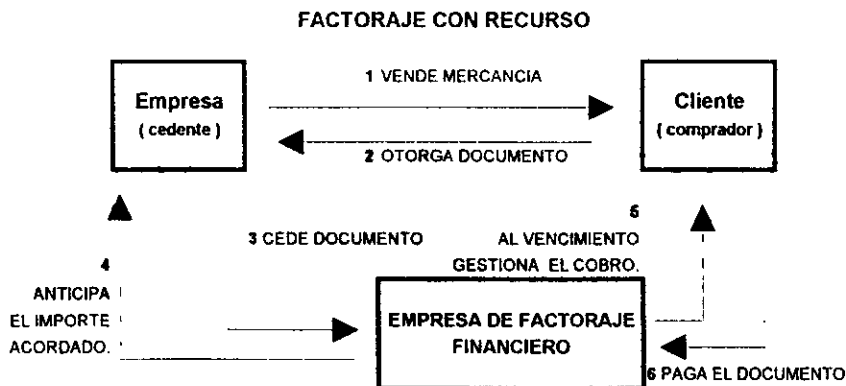 FACTORAJE CON RECURSO
Empresa
( cedente )
1 VENDE MERCANCIA
2 OTORGA DOCUMENTO
Cliente
( comprador )
3 CEDE DOCUMENTO
4
ANTICIPA
EL IMPORTE
ACORDADO.
5
AL VENCIMIENTO
GESTIONA EL COBRO.
EMPRESA DE FACTORAJE
FINANCIERO
6 PAGA EL DOCUMENTO